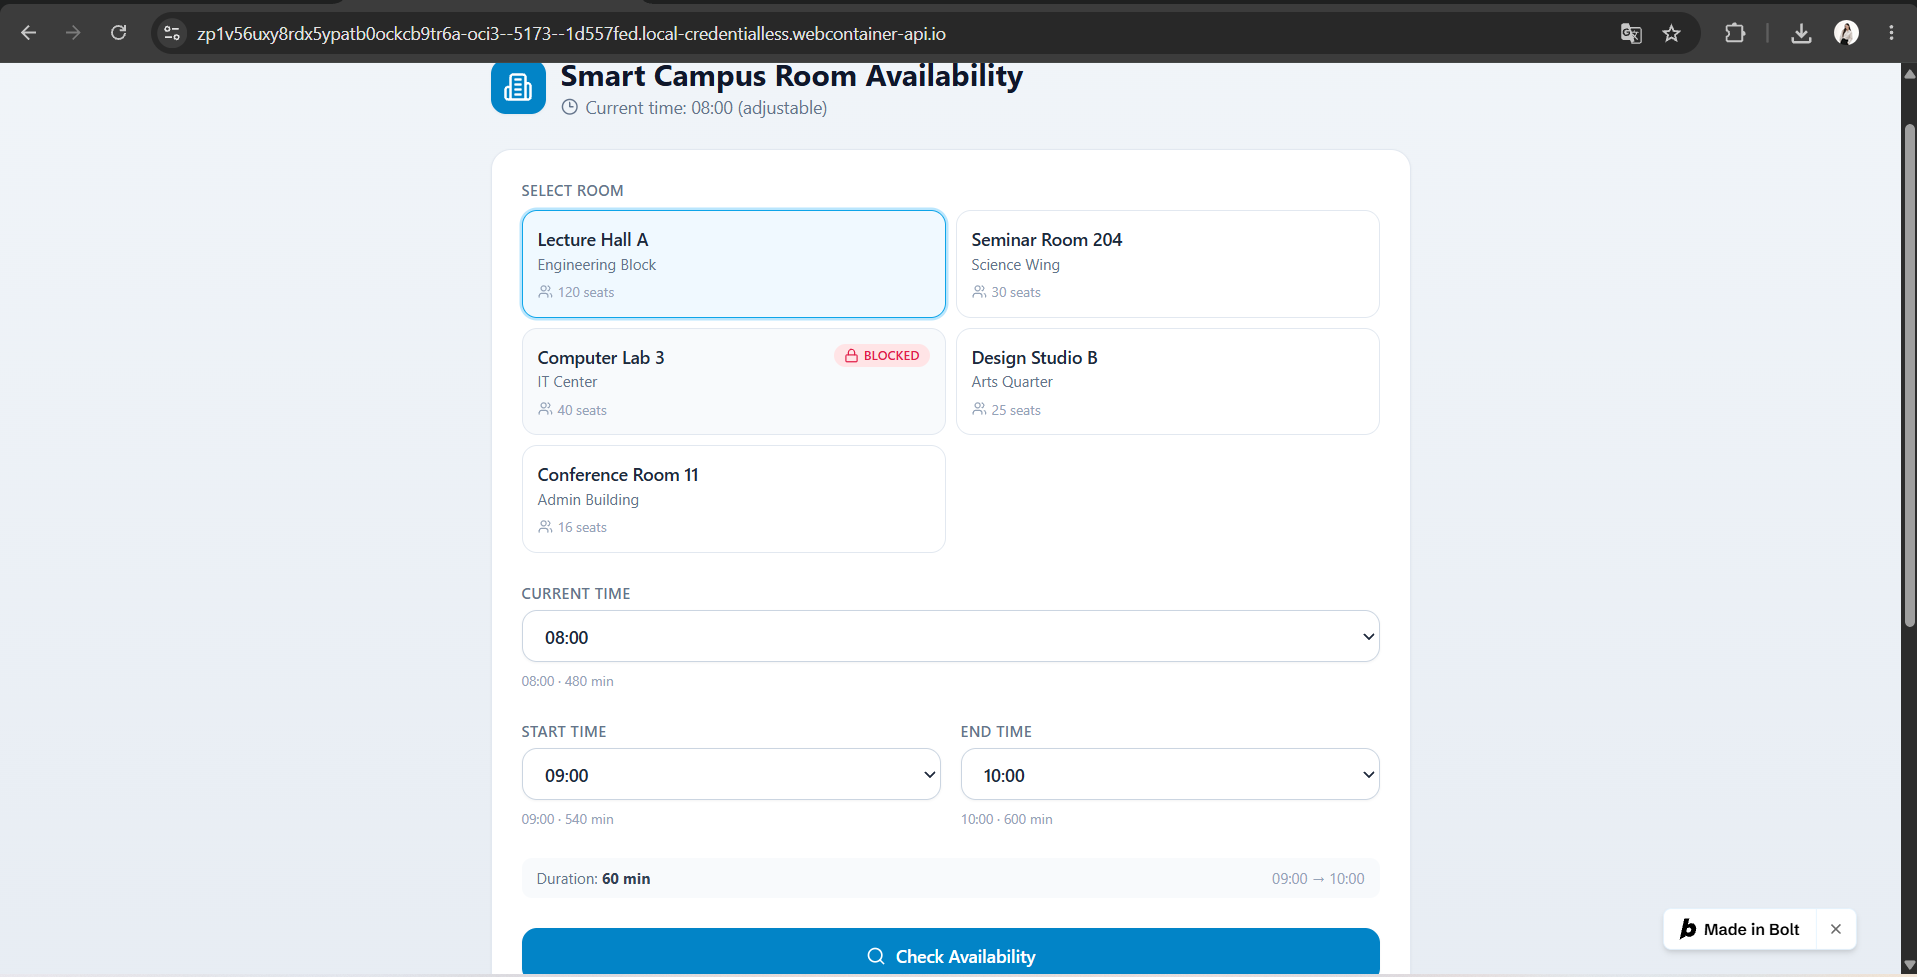 zp1v56uxy8rdx5ypatb0ockcb9tr6a-oci3--5173--1d557fed.local-credentialless.webcontainer-api.io
Smart Campus Room Availability
Current time: 08:00 (adjustable)
SELECT ROOM
Lecture Hall A
Engineering Block
120 seats
Seminar Room 204
Science Wing
30 seats
Computer Lab 3
BLOCKED
IT Center
40 seats
Design Studio B
Arts Quarter
25 seats
Conference Room 11
Admin Building
16 seats
CURRENT TIME
08:00
08:00 · 480 min
START TIME
09:00
09:00 · 540 min
END TIME
10:00
10:00 · 600 min
Duration: 60 min
09:00 → 10:00
Check Availability
b Made in Bolt